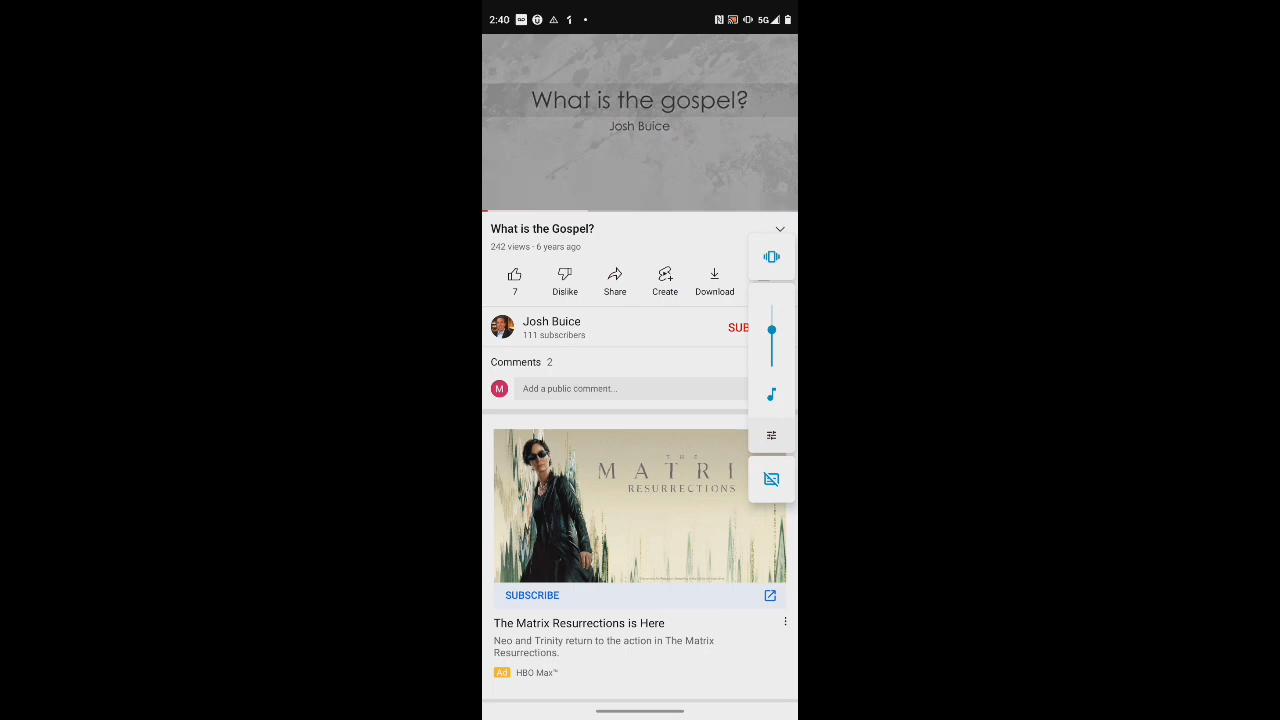 2:40
5G
What is the gospel?
Josh Buice
What is the Gospel?
242 views · 6 years ago
7
Dislike
Share
Create
Download
Josh Buice
111 subscribers
SUB
Comments 2
M
Add a public comment...
THE
MATRI
RESURRECTIONS
SUBSCRIBE
The Matrix Resurrections is Here
Neo and Trinity return to the action in The Matrix
Resurrections.
Ad HBO Max™